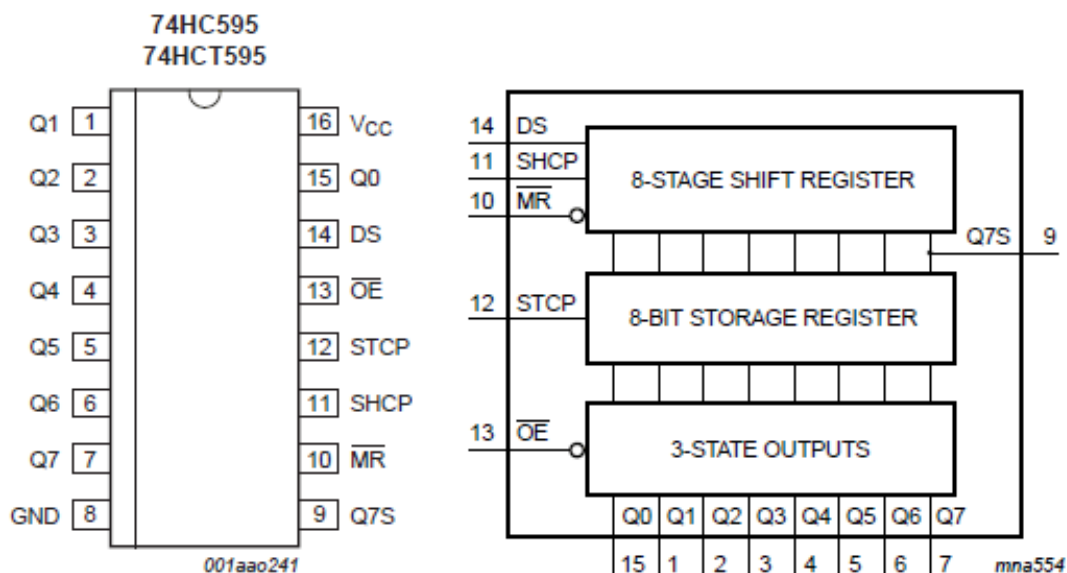 74HC595
74HCT595
Q1 1
16 VCC
Q2 2
15 Q0
Q3 3
14 DS
Q4 4
13 OE
Q5 5
12 STCP
Q6 6
11 SHCP
Q7 7
10 MR
GND 8
9 Q7S
001aao241
14 DS
11 SHCP
10 MR
8-STAGE SHIFT REGISTER
Q7S 9
12 STCP
8-BIT STORAGE REGISTER
13 OE
3-STATE OUTPUTS
Q0 Q1 Q2 Q3 Q4 Q5 Q6 Q7
15 1 2 3 4 5 6 7
mna554